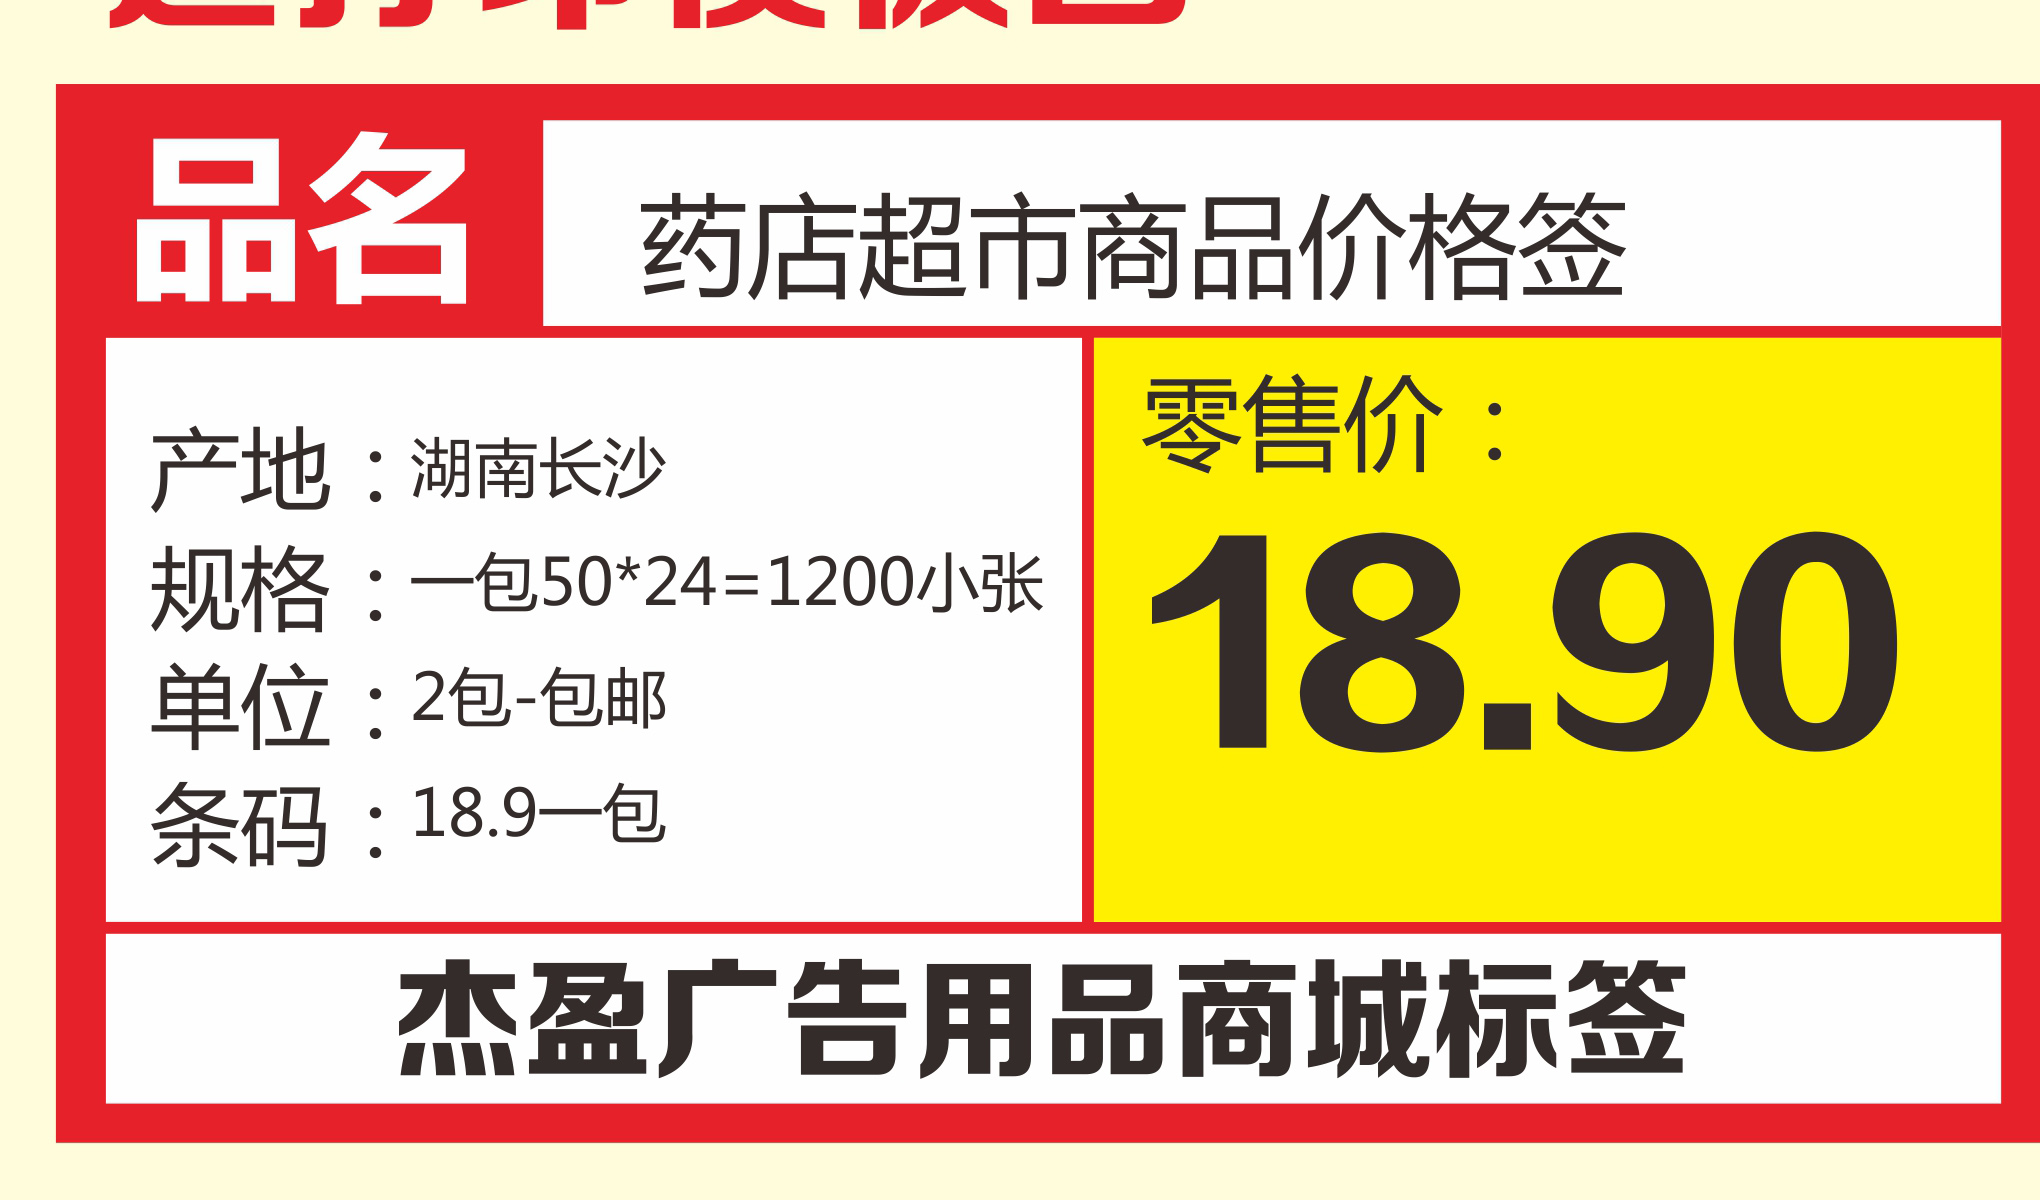 品名
药店超市商品价格签
产地：湖南长沙
规格：一包50*24=1200小张
单位：2包-包邮
条码：18.9一包
零售价：
18.90
杰盈广告用品商城标签